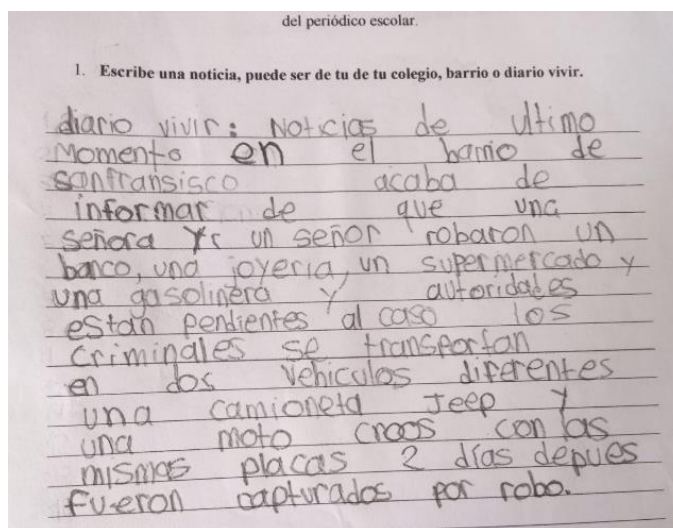 del periódico escolar.
1. Escribe una noticia, puede ser de tu de tu colegio, barrio o diario vivir.
diario vivir: Noticias de ultimo
Momento en el barrio de
sanfransisco acaba de
informar de que una
señora y un señor robaron un
banco, una joyeria, un supermercado y
una gasolinera y autoridades
estan pendientes al caso los
criminales se transportan
en dos vehiculos diferentes
una camioneta Jeep y
una moto croos con las
mismas placas 2 días depues
fueron capturados por robo.